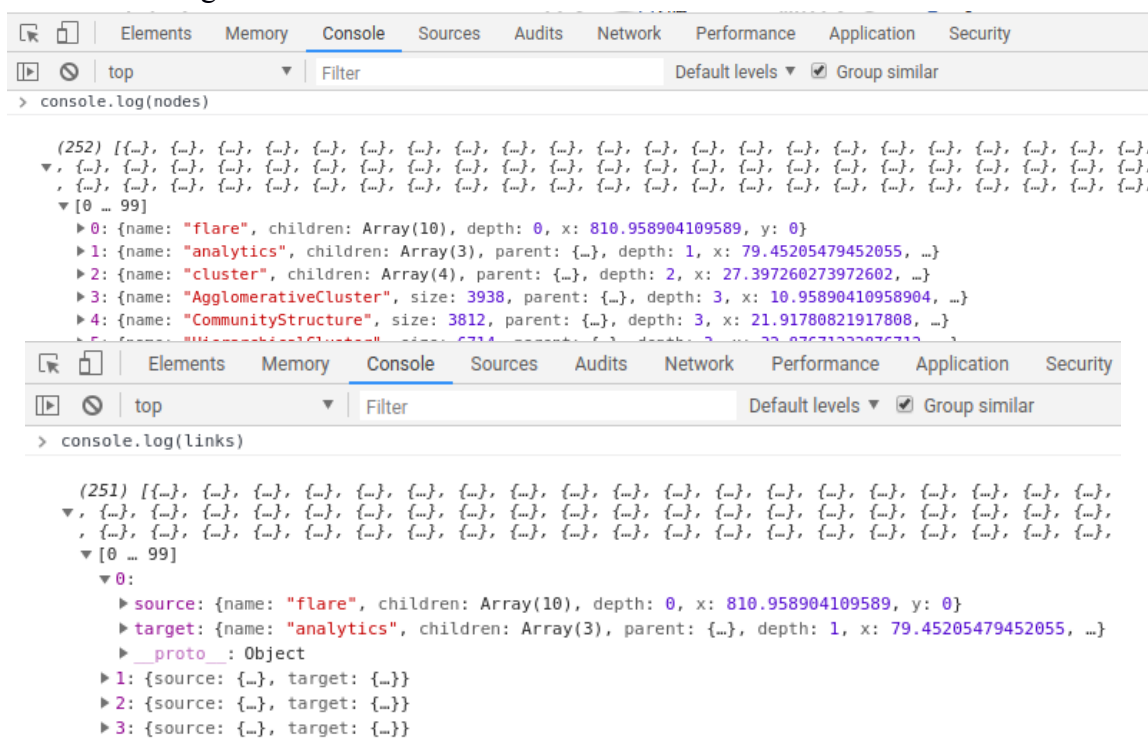 Elements Memory Console Sources Audits Network Performance Application Security
top ▼ Filter Default levels ▼ Group similar
> console.log(nodes)
(252) [{…}, {…}, {…}, {…}, {…}, {…}, {…}, {…}, {…}, {…}, {…}, {…}, {…}, {…}, {…}, {…}, {…}, {…}, {…}, {…}, {…}, {…}
▼, {…}, {…}, {…}, {…}, {…}, {…}, {…}, {…}, {…}, {…}, {…}, {…}, {…}, {…}, {…}, {…}, {…}, {…}, {…}, {…}, {…}, {…}, {…}
, {…}, {…}, {…}, {…}, {…}, {…}, {…}, {…}, {…}, {…}, {…}, {…}, {…}, {…}, {…}, {…}, {…}, {…}, {…}, {…}, {…}, {…}, {…}
▼[0 … 99]
▶0: {name: "flare", children: Array(10), depth: 0, x: 810.958904109589, y: 0}
▶1: {name: "analytics", children: Array(3), parent: {…}, depth: 1, x: 79.45205479452055, …}
▶2: {name: "cluster", children: Array(4), parent: {…}, depth: 2, x: 27.397260273972602, …}
▶3: {name: "AgglomerativeCluster", size: 3938, parent: {…}, depth: 3, x: 10.95890410958904, …}
▶4: {name: "CommunityStructure", size: 3812, parent: {…}, depth: 3, x: 21.91780821917808, …}
Elements Memory Console Sources Audits Network Performance Application Security
top ▼ Filter Default levels ▼ Group similar
> console.log(links)
(251) [{…}, {…}, {…}, {…}, {…}, {…}, {…}, {…}, {…}, {…}, {…}, {…}, {…}, {…}, {…}, {…}, {…}, {…}, {…},
▼, {…}, {…}, {…}, {…}, {…}, {…}, {…}, {…}, {…}, {…}, {…}, {…}, {…}, {…}, {…}, {…}, {…}, {…}, {…}, {…},
, {…}, {…}, {…}, {…}, {…}, {…}, {…}, {…}, {…}, {…}, {…}, {…}, {…}, {…}, {…}, {…}, {…}, {…}, {…}, {…},
▼[0 … 99]
▼0:
▶source: {name: "flare", children: Array(10), depth: 0, x: 810.958904109589, y: 0}
▶target: {name: "analytics", children: Array(3), parent: {…}, depth: 1, x: 79.45205479452055, …}
▶__proto__: Object
▶1: {source: {…}, target: {…}}
▶2: {source: {…}, target: {…}}
▶3: {source: {…}, target: {…}}